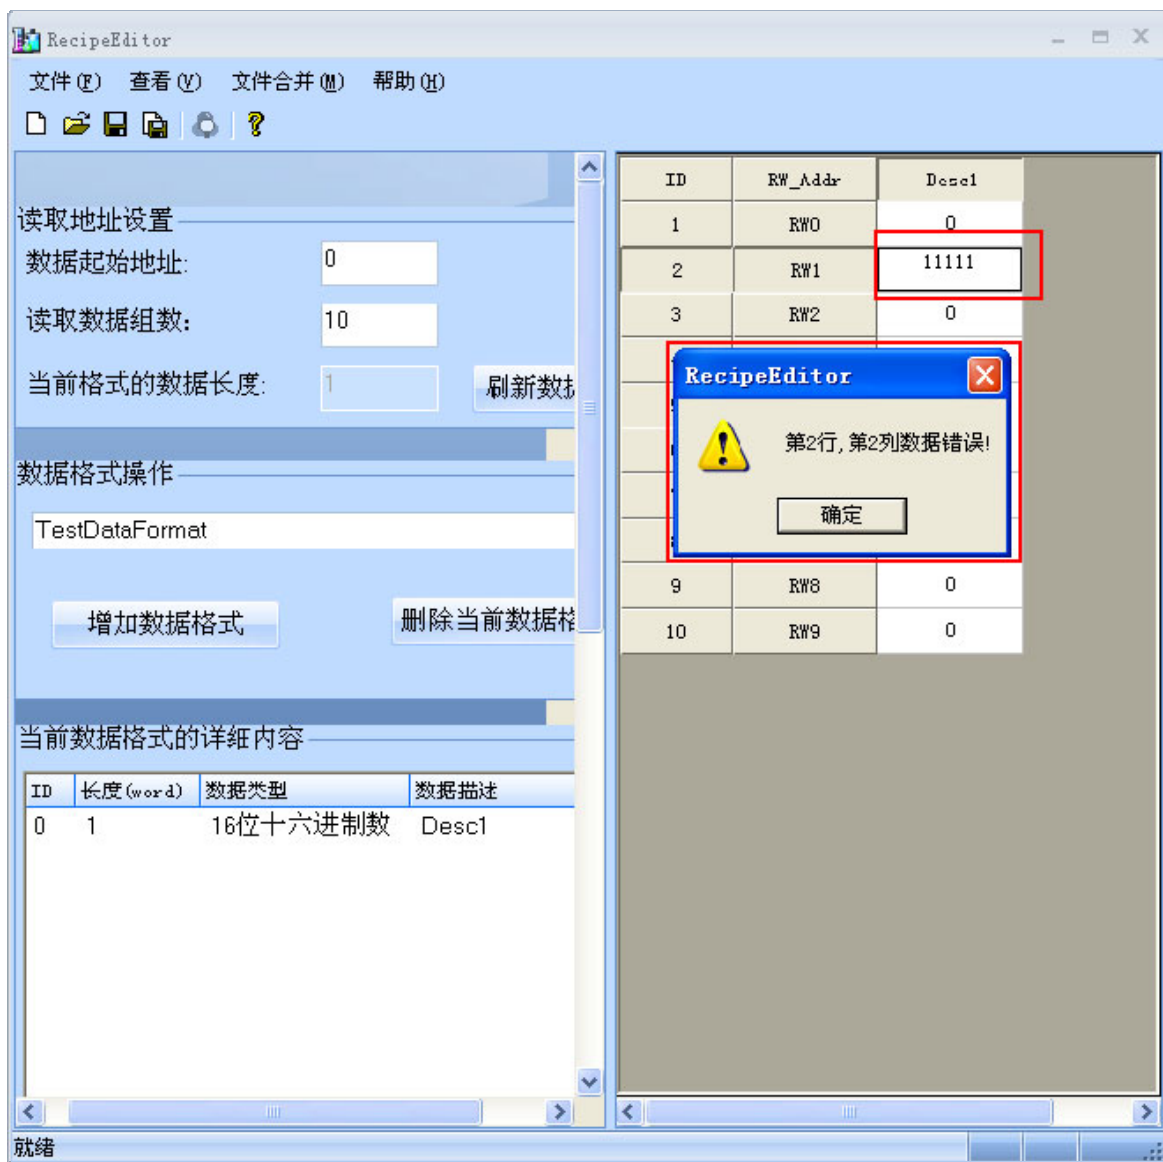 RecipeEditor
文件(F) 查看(V) 文件合并(M) 帮助(H)
读取地址设置
数据起始地址: 0
读取数据组数: 10
当前格式的数据长度: 1 刷新数据
数据格式操作
TestDataFormat
增加数据格式 删除当前数据格
当前数据格式的详细内容
ID 长度(word) 数据类型 数据描述
0 1 16位十六进制数 Desc1
ID RW_Addr Desc1
1 RW0 0
2 RW1 11111
3 RW2 0
RecipeEditor
第2行,第2列数据错误!
确定
9 RW8 0
10 RW9 0
就绪